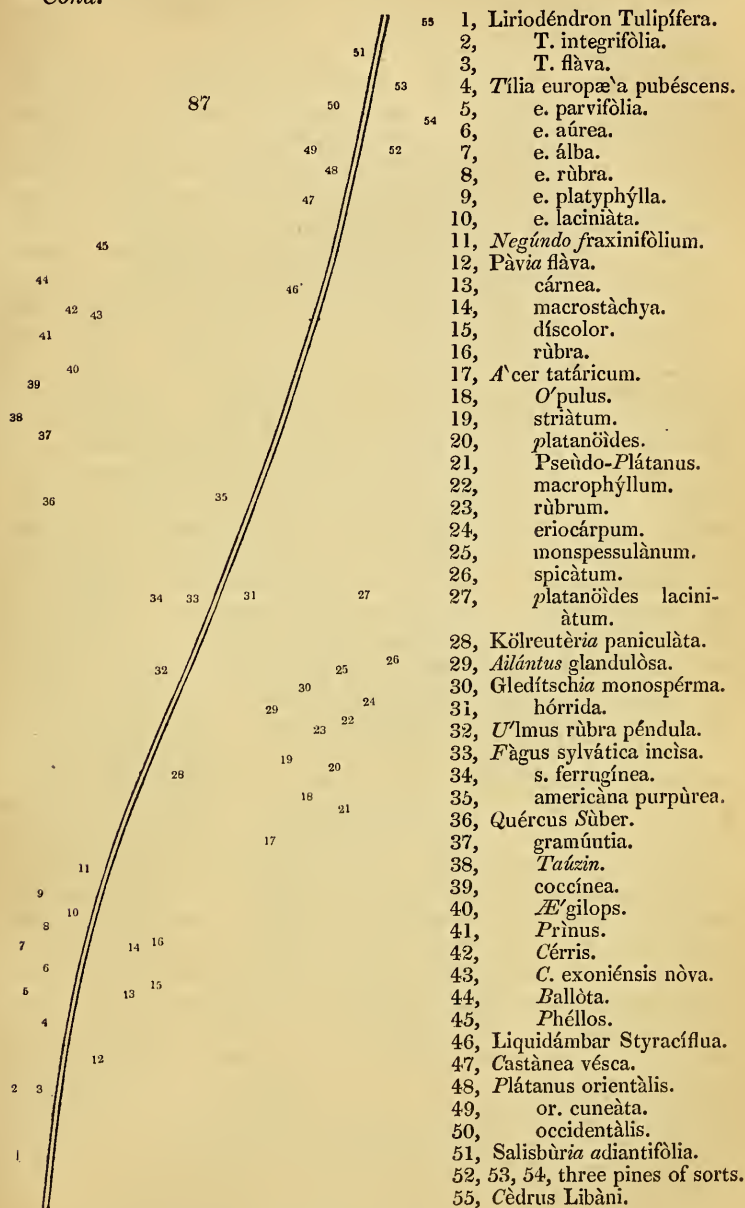 55
51
53
87
50
54
49
52
48
47
45
44
46
42 43
41
40
39
38
37
36
35
34 33 31 27
32
26
25
30
24
29
22
23
19
20
28
18
21
17
11
9
10
8
7
14 16
6
5
15
13
4
12
2 3
1
1, Liriodéndron Tulipífera.
2, T. integrifòlia.
3, T. flàva.
4, Tília europæ`a pubéscens.
5, e. parvifòlia.
6, e. aúrea.
7, e. álba.
8, e. rùbra.
9, e. platyphýlla.
10, e. laciniàta.
11, Negúndo fraxinifòlium.
12, Pàvia flàva.
13, cárnea.
14, macrostàchya.
15, díscolor.
16, rùbra.
17, A`cer tatáricum.
18, O'pulus.
19, striàtum.
20, platanöìdes.
21, Pseùdo-Plátanus.
22, macrophýllum.
23, rùbrum.
24, eriocárpum.
25, monspessulànum.
26, spicàtum.
27, platanöìdes lacini-
àtum.
28, Kölreutèria paniculàta.
29, Ailántus glandulòsa.
30, Gledítschia monospérma.
31, hórrida.
32, U'lmus rùbra péndula.
33, Fàgus sylvática incìsa.
34, s. ferrugínea.
35, americàna purpùrea.
36, Quércus Sùber.
37, gramúntia.
38, Taúzin.
39, coccínea.
40, Æ'gilops.
41, Prìnus.
42, Cérris.
43, C. exoniénsis nòva.
44, Ballòta.
45, Phéllos.
46, Liquidámbar Styracíflua.
47, Castànea vésca.
48, Plátanus orientàlis.
49, or. cuneàta.
50, occidentàlis.
51, Salisbùria adiantifòlia.
52, 53, 54, three pines of sorts.
55, Cèdrus Libàni.